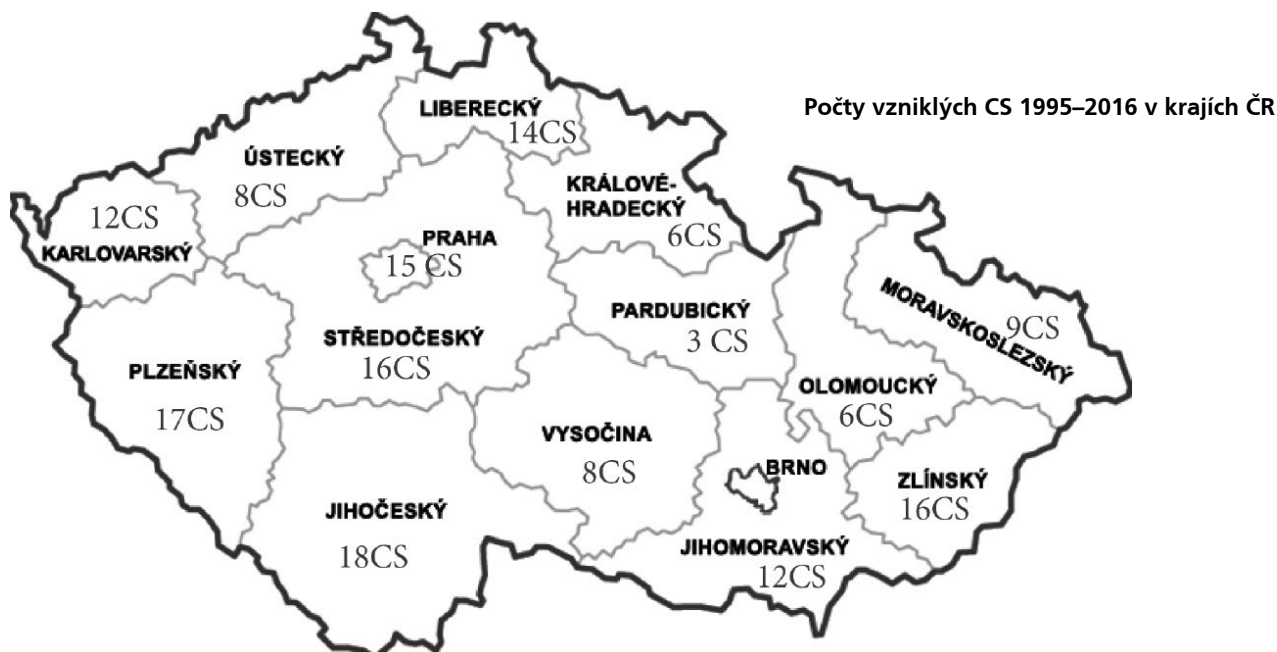 Počty vzniklých CS 1995–2016 v krajích ČR
LIBERECKÝ
14CS
ÚSTECKÝ
8CS
KRÁLOVÉ-
HRADECKÝ
6CS
12CS
KARLOVARSKÝ
PRAHA
15 CS
PARDUBICKÝ
3 CS
MORAVSKOSLEZSKÝ
9CS
STŘEDOČESKÝ
16CS
PLZEŇSKÝ
17CS
OLOMOUCKÝ
6CS
VYSOČINA
8CS
BRNO
ZLÍNSKÝ
16CS
JIHOČESKÝ
18CS
JIHOMORAVSKÝ
12CS